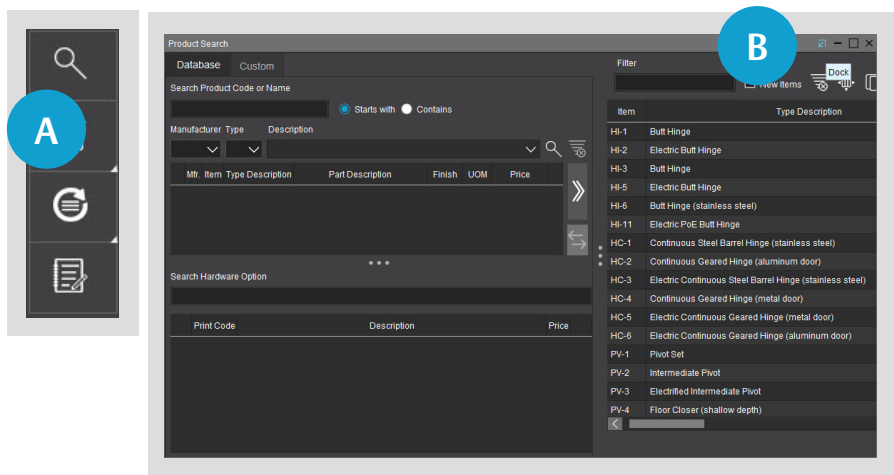 A
B
Product Search
Database Custom
Search Product Code or Name
Starts with Contains
Manufacturer Type Description
Mfr. Item Type Description Part Description Finish UOM Price
Search Hardware Option
Print Code Description Price
Filter
New Items
Dock
Item Type Description
HI-1 Butt Hinge
HI-2 Electric Butt Hinge
HI-3 Butt Hinge
HI-5 Electric Butt Hinge
HI-6 Butt Hinge (stainless steel)
HI-11 Electric PoE Butt Hinge
HC-1 Continuous Steel Barrel Hinge (stainless steel)
HC-2 Continuous Geared Hinge (aluminum door)
HC-3 Electric Continuous Steel Barrel Hinge (stainless steel)
HC-4 Continuous Geared Hinge (metal door)
HC-5 Electric Continuous Geared Hinge (metal door)
HC-6 Electric Continuous Geared Hinge (aluminum door)
PV-1 Pivot Set
PV-2 Intermediate Pivot
PV-3 Electrified Intermediate Pivot
PV-4 Floor Closer (shallow depth)